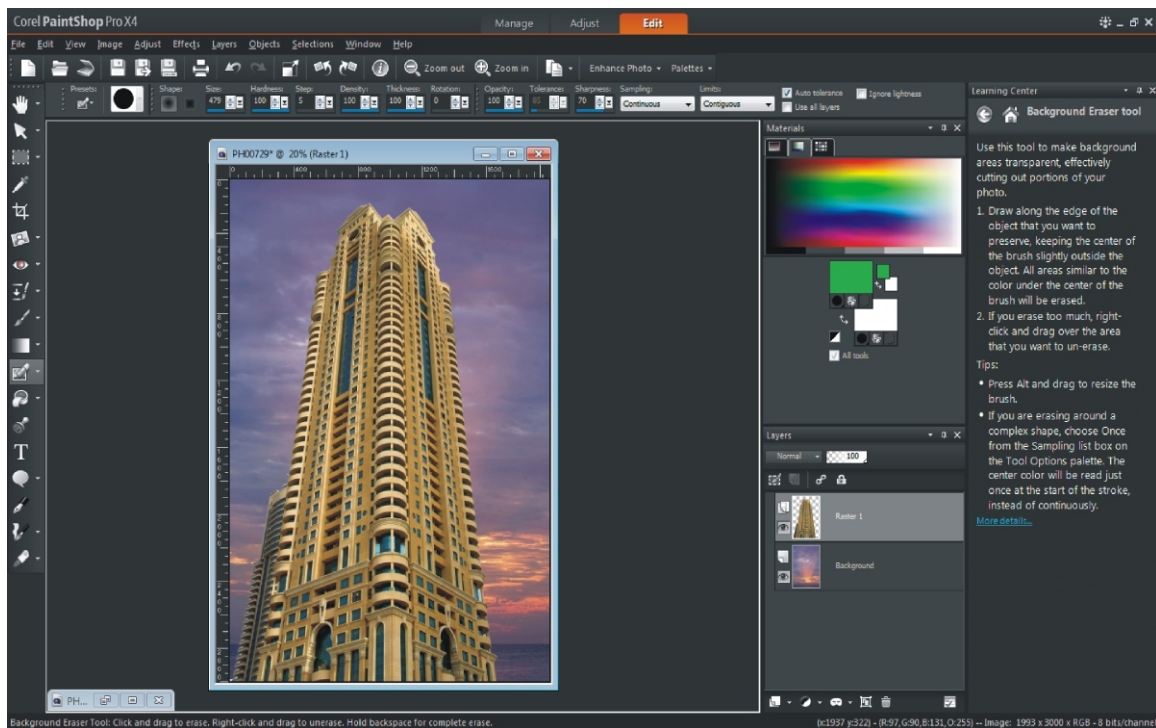 Corel PaintShop Pro X4
Manage Adjust Edit
File Edit View Image Adjust Effects Layers Objects Selections Window Help
Zoom out Zoom in Enhance Photo Palettes
Presets: Shape: Size: Hardness: Step: Density: Thickness: Rotation: Opacity: Tolerance: Sharpness: Sampling: Limits:
479 100 5 100 100 0 100 85 70 Continuous Contiguous
Auto tolerance Ignore lightness
Use all layers
PH00729* @ 20% (Raster 1)
Materials
All tools
Layers
Normal 100
Raster 1
Background
Learning Center
Background Eraser tool
Use this tool to make background
areas transparent, effectively
cutting out portions of your
photo.
1. Draw along the edge of the
object that you want to
preserve, keeping the center of
the brush slightly outside the
object. All areas similar to the
color under the center of the
brush will be erased.
2. If you erase too much, right-
click and drag over the area
that you want to un-erase.
Tips:
• Press Alt and drag to resize the
brush.
• If you are erasing around a
complex shape, choose Once
from the Sampling list box on
the Tool Options palette. The
center color will be read just
once at the start of the stroke,
instead of continuously.
More details...
PH...
Background Eraser Tool: Click and drag to erase. Right-click and drag to unerase. Hold backspace for complete erase.
(x:1937 y:322) -- (R:97,G:90,B:131,O:255) -- Image: 1993 x 3000 x RGB - 8 bits/channel